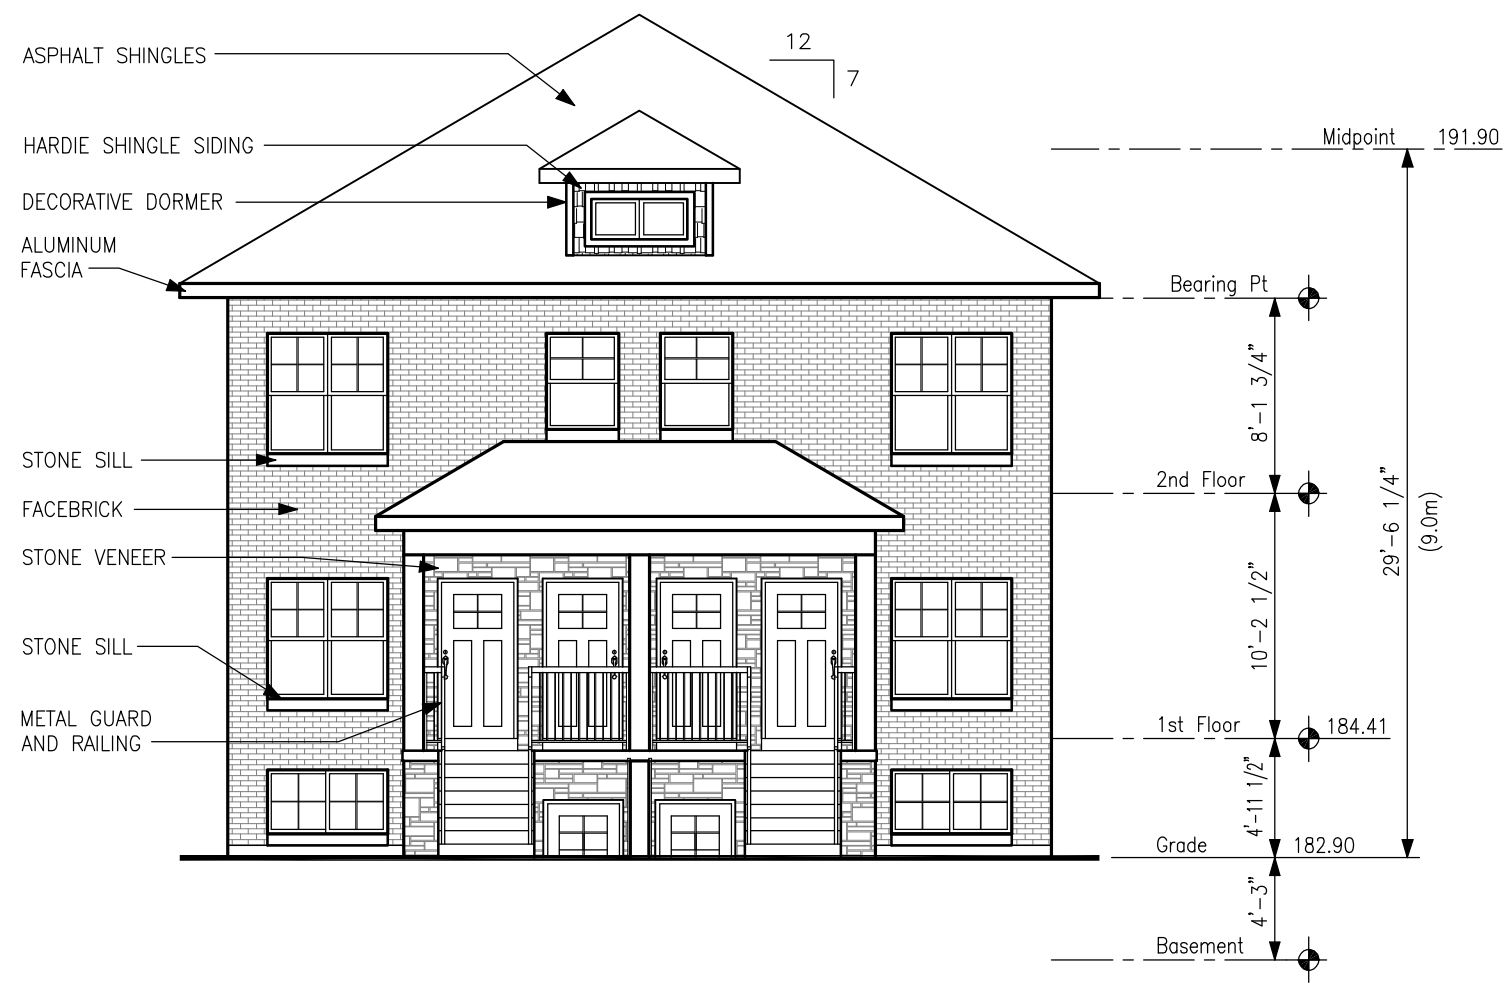 12
7
ASPHALT SHINGLES
HARDIE SHINGLE SIDING
DECORATIVE DORMER
ALUMINUM
FASCIA
STONE SILL
FACEBRICK
STONE VENEER
STONE SILL
METAL GUARD
AND RAILING
Midpoint 191.90
Bearing Pt
8'-1 3/4"
2nd Floor
29'-6 1/4"
(9.0m)
10'-2 1/2"
1st Floor 184.41
4'-11 1/2"
Grade 182.90
4'-3"
Basement